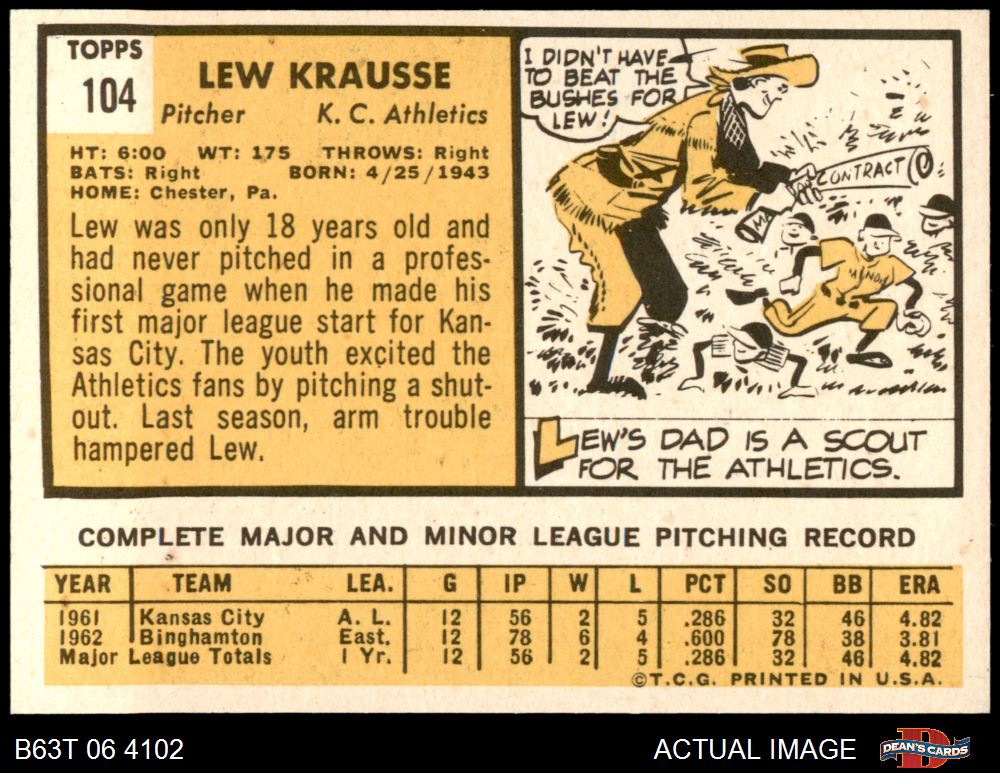 TOPPS
104
LEW KRAUSSE
Pitcher K. C. Athletics
HT: 6:00 WT: 175 THROWS: Right
BATS: Right BORN: 4/25/1943
HOME: Chester, Pa.
Lew was only 18 years old and
had never pitched in a profes-
sional game when he made his
first major league start for Kan-
sas City. The youth excited the
Athletics fans by pitching a shut-
out. Last season, arm trouble
hampered Lew.
I DIDN'T HAVE
TO BEAT THE
BUSHES FOR
LEW!
CONTRACT
MA
MINOR
LEW'S DAD IS A SCOUT
FOR THE ATHLETICS.
COMPLETE MAJOR AND MINOR LEAGUE PITCHING RECORD
YEAR TEAM LEA. G IP W L PCT SO BB ERA
1961 Kansas City A. L. 12 56 2 5 .286 32 46 4.82
1962 Binghamton East. 12 78 6 4 .600 78 38 3.81
Major League Totals 1 Yr. 12 56 2 5 .286 32 46 4.82
©T.C.G. PRINTED IN U.S.A.
B63T 06 4102 ACTUAL IMAGE DEAN'S CARDS